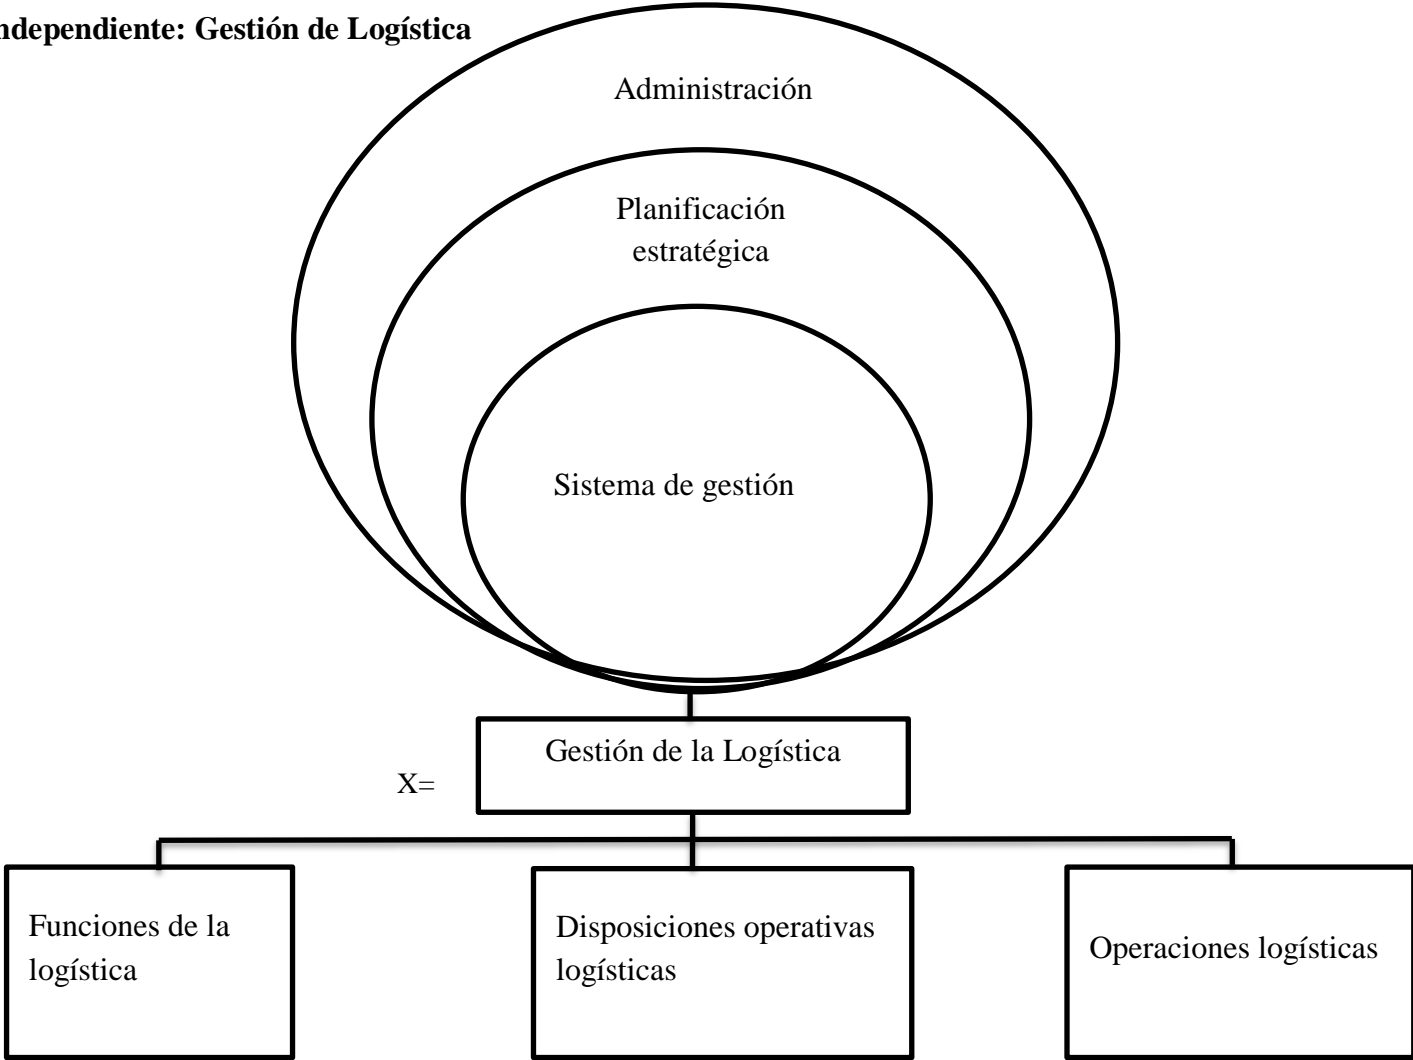 ndependiente: Gestión de Logística
Administración
Planificación
estratégica
Sistema de gestión
Gestión de la Logística
X=
Funciones de la
logística
Disposiciones operativas
logísticas
Operaciones logísticas